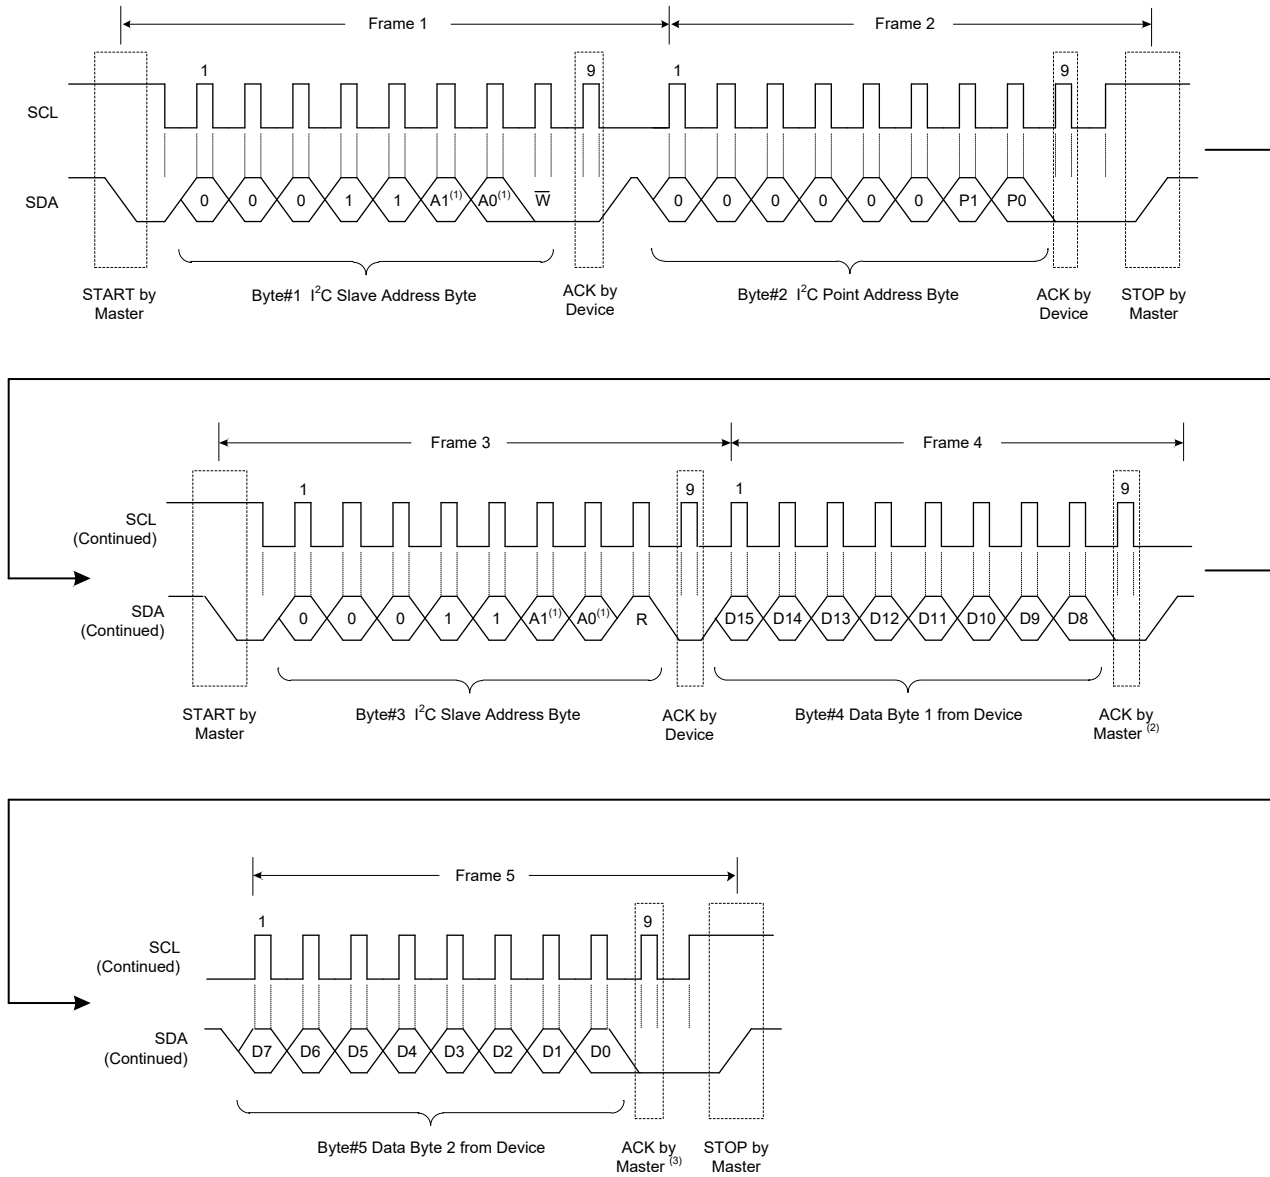 Frame 1 Frame 2
1 9 1 9
SCL
SDA 0 0 0 1 1 A1(1) A0(1) W̅ 0 0 0 0 0 0 P1 P0
START by Master
Byte#1 I²C Slave Address Byte
ACK by Device
Byte#2 I²C Point Address Byte
ACK by Device
STOP by Master
Frame 3 Frame 4
1 9 1 9
SCL
(Continued)
SDA
(Continued)
0 0 0 1 1 A1(1) A0(1) R D15 D14 D13 D12 D11 D10 D9 D8
START by Master
Byte#3 I²C Slave Address Byte
ACK by Device
Byte#4 Data Byte 1 from Device
ACK by Master (2)
Frame 5
1 9
SCL
(Continued)
SDA
(Continued)
D7 D6 D5 D4 D3 D2 D1 D0
Byte#5 Data Byte 2 from Device
ACK by Master (3)
STOP by Master